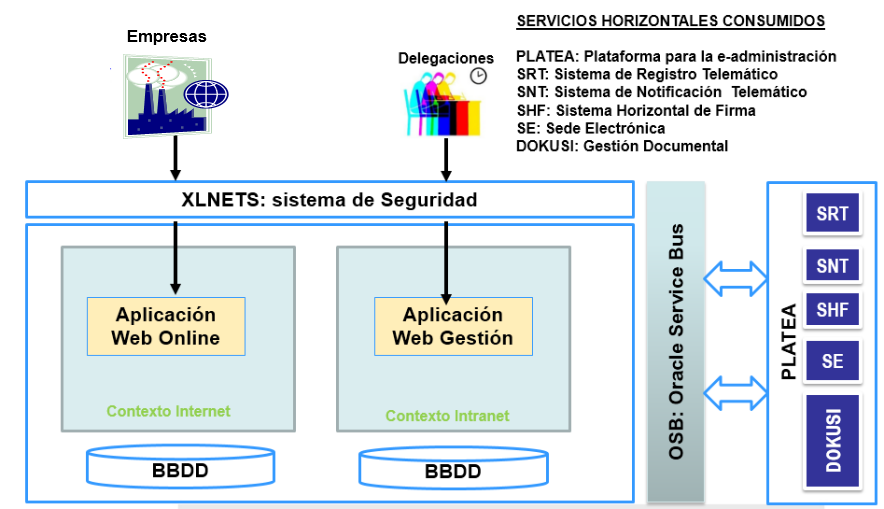 SERVICIOS HORIZONTALES CONSUMIDOS
Empresas
Delegaciones
PLATEA: Plataforma para la e-administración
SRT: Sistema de Registro Telemático
SNT: Sistema de Notificación Telemático
SHF: Sistema Horizontal de Firma
SE: Sede Electrónica
DOKUSI: Gestión Documental
XLNETS: sistema de Seguridad
Aplicación
Web Online
Contexto Internet
BBDD
Aplicación
Web Gestión
Contexto Intranet
BBDD
OSB: Oracle Service Bus
PLATEA
SRT
SNT
SHF
SE
DOKUSI